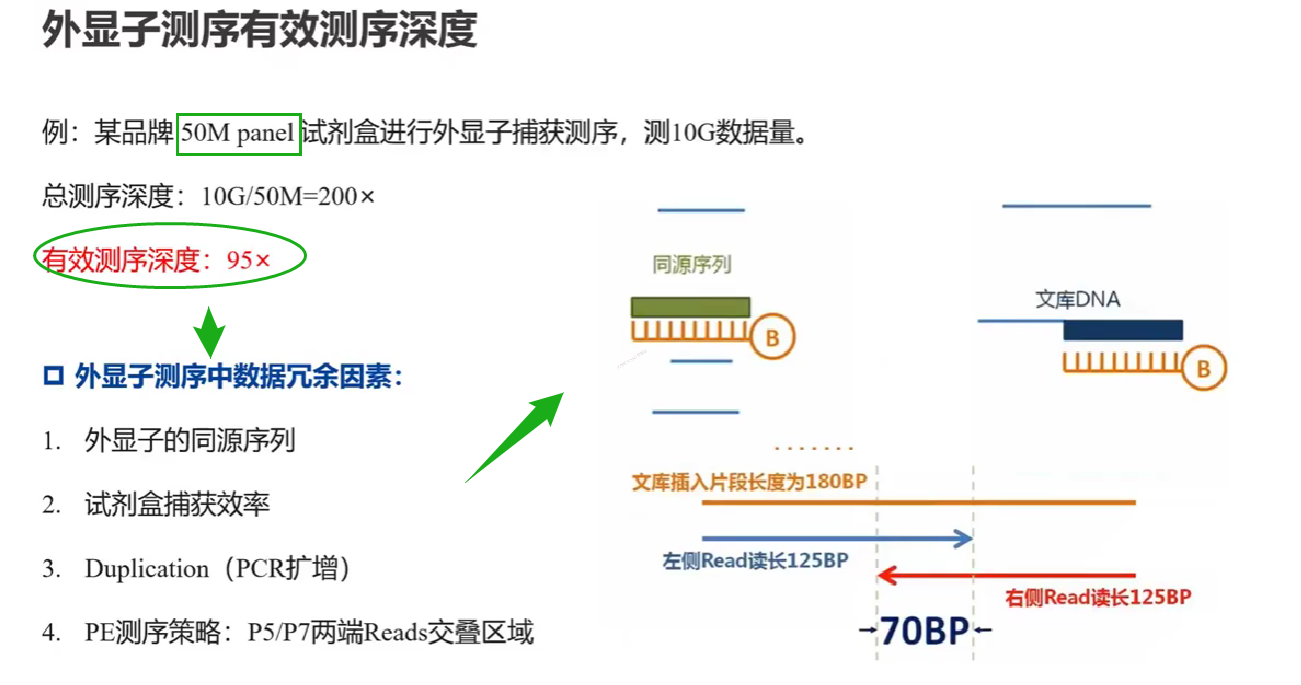 外显子测序有效测序深度
例：某品牌 50M panel 试剂盒进行外显子捕获测序，测10G数据量。
总测序深度：10G/50M=200×
有效测序深度：95×
外显子测序中数据冗余因素：
1. 外显子的同源序列
2. 试剂盒捕获效率
3. Duplication（PCR扩增）
4. PE测序策略：P5/P7两端Reads交叠区域
同源序列
B
文库DNA
B
文库插入片段长度为180BP
左侧Read读长125BP
右侧Read读长125BP
70BP